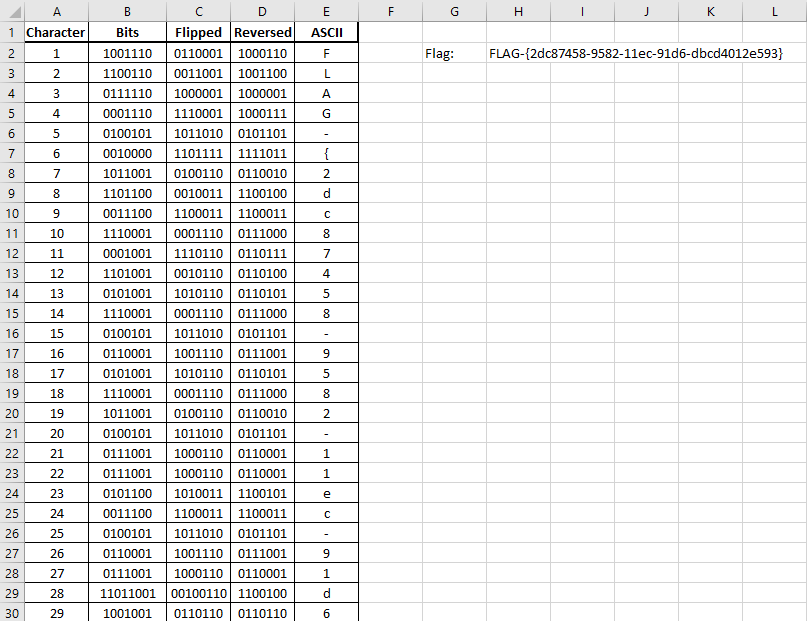 A B C D E F G H I J K L
1 Character Bits Flipped Reversed ASCII
2 1 1001110 0110001 1000110 F Flag: FLAG-{2dc87458-9582-11ec-91d6-dbcd4012e593}
3 2 1100110 0011001 1001100 L
4 3 0111110 1000001 1000001 A
5 4 0001110 1110001 1000111 G
6 5 0100101 1011010 0101101 -
7 6 0010000 1101111 1111011 {
8 7 1011001 0100110 0110010 2
9 8 1101100 0010011 1100100 d
10 9 0011100 1100011 1100011 c
11 10 1110001 0001110 0111000 8
12 11 0001001 1110110 0110111 7
13 12 1101001 0010110 0110100 4
14 13 0101001 1010110 0110101 5
15 14 1110001 0001110 0111000 8
16 15 0100101 1011010 0101101 -
17 16 0110001 1001110 0111001 9
18 17 0101001 1010110 0110101 5
19 18 1110001 0001110 0111000 8
20 19 1011001 0100110 0110010 2
21 20 0100101 1011010 0101101 -
22 21 0111001 1000110 0110001 1
23 22 0111001 1000110 0110001 1
24 23 0101100 1010011 1100101 e
25 24 0011100 1100011 1100011 c
26 25 0100101 1011010 0101101 -
27 26 0110001 1001110 0111001 9
28 27 0111001 1000110 0110001 1
29 28 11011001 00100110 1100100 d
30 29 1001001 0110110 0110110 6